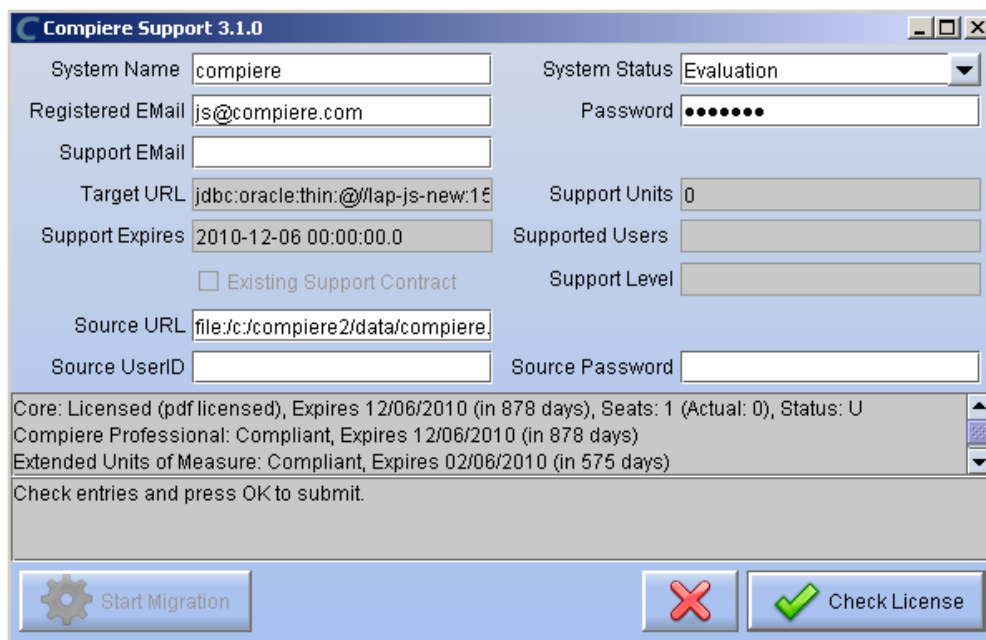 Compiere Support 3.1.0
System Name compiere System Status Evaluation
Registered EMail js@compiere.com Password •••••••
Support EMail
Target URL jdbc:oracle:thin:@//lap-js-new:15 Support Units 0
Support Expires 2010-12-06 00:00:00.0 Supported Users
Existing Support Contract Support Level
Source URL file:/c:/compiere2/data/compiere.
Source UserID Source Password
Core: Licensed (pdf licensed), Expires 12/06/2010 (in 878 days), Seats: 1 (Actual: 0), Status: U
Compiere Professional: Compliant, Expires 12/06/2010 (in 878 days)
Extended Units of Measure: Compliant, Expires 02/06/2010 (in 575 days)
Check entries and press OK to submit.
Start Migration Check License